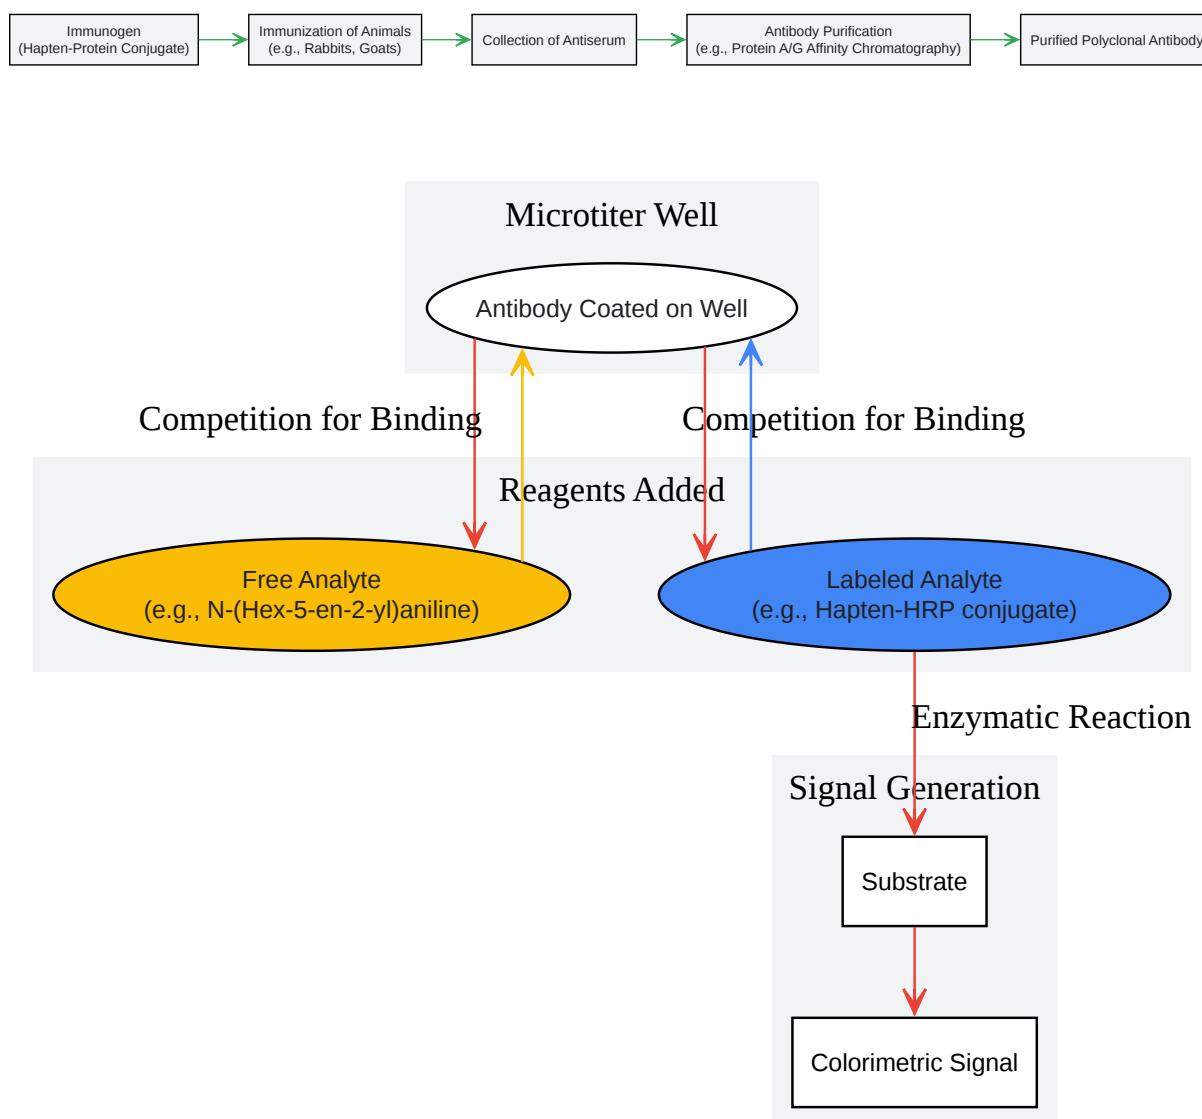 Immunogen
(Hapten-Protein Conjugate)
Immunization of Animals
(e.g., Rabbits, Goats)
Collection of Antiserum
Antibody Purification
(e.g., Protein A/G Affinity Chromatography)
Purified Polyclonal Antibody
Microtiter Well
Antibody Coated on Well
Competition for Binding
Competition for Binding
Reagents Added
Free Analyte
(e.g., N-(Hex-5-en-2-yl)aniline)
Labeled Analyte
(e.g., Hapten-HRP conjugate)
Enzymatic Reaction
Signal Generation
Substrate
Colorimetric Signal